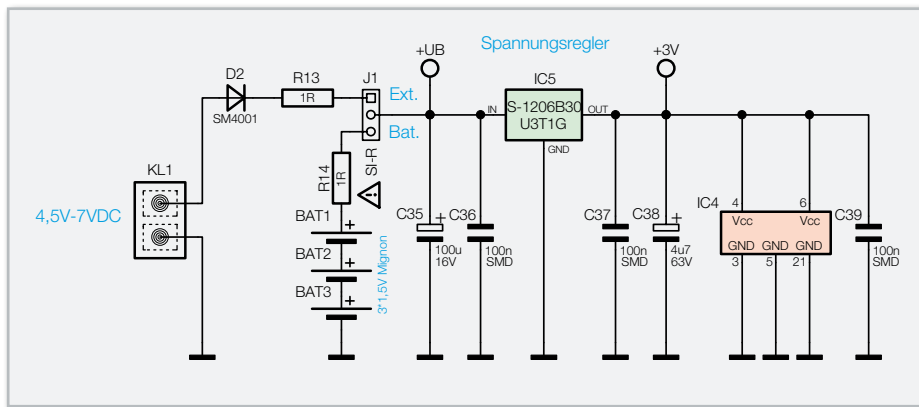 Spannungsregler
+UB
+3V
D2
R13
J1
IC5
1R
Ext.
SM4001
IN
S-1206B30
U3T1G
OUT
Bat.
GND
KL1
R14
1R
SI-R
4,5V-7VDC
BAT1
+
BAT2
+
BAT3
+
3*1,5V Mignon
C35
+
100u
16V
C36
100n
SMD
C37
100n
SMD
C38
+
4u7
63V
IC4
4
6
Vcc
Vcc
GND
GND
GND
3
5
21
C39
100n
SMD